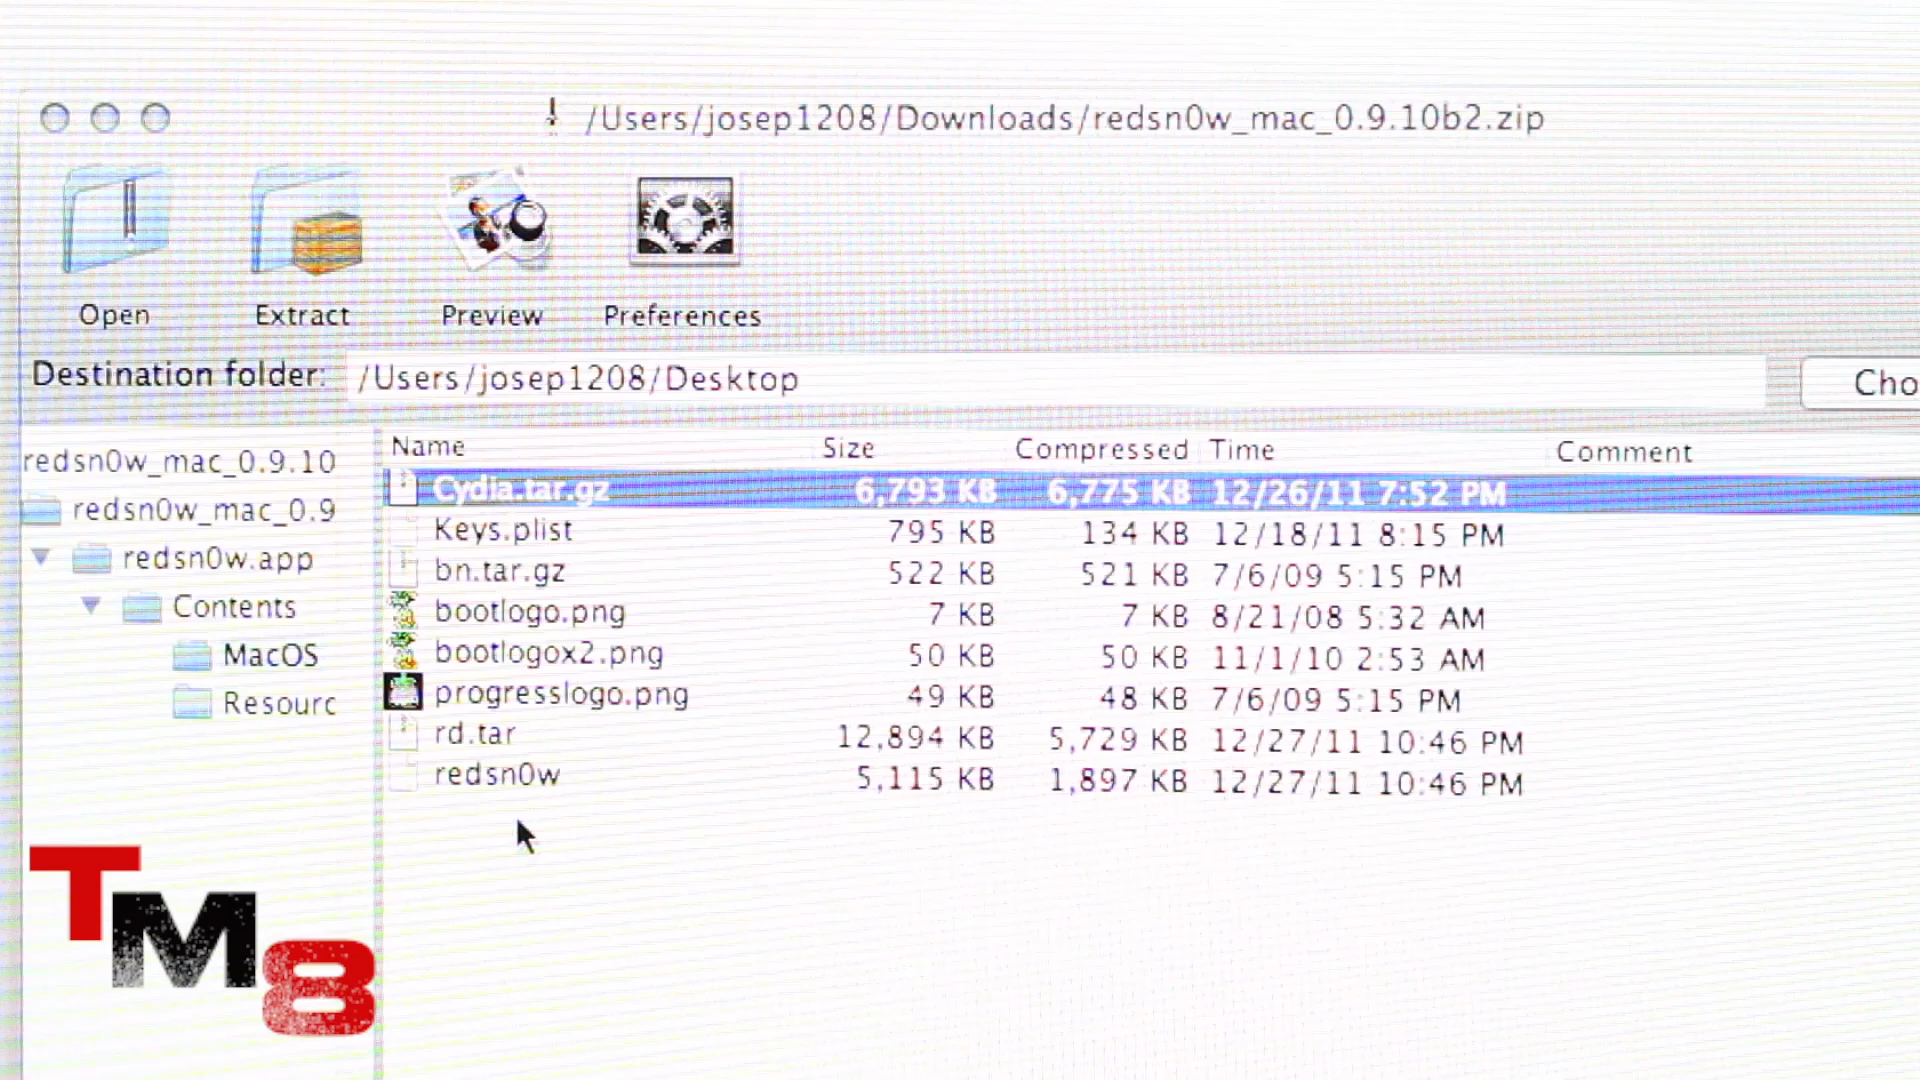 /Users/josep1208/Downloads/redsn0w_mac_0.9.10b2.zip
Open Extract Preview Preferences
Destination folder: /Users/josep1208/Desktop Cho
redsn0w_mac_0.9.10
redsn0w_mac_0.9
redsn0w.app
Contents
MacOS
Resourc
Name Size Compressed Time Comment
Cydia.tar.gz 6,793 KB 6,775 KB 12/26/11 7:52 PM
Keys.plist 795 KB 134 KB 12/18/11 8:15 PM
bn.tar.gz 522 KB 521 KB 7/6/09 5:15 PM
bootlogo.png 7 KB 7 KB 8/21/08 5:32 AM
bootlogox2.png 50 KB 50 KB 11/1/10 2:53 AM
progresslogo.png 49 KB 48 KB 7/6/09 5:15 PM
rd.tar 12,894 KB 5,729 KB 12/27/11 10:46 PM
redsn0w 5,115 KB 1,897 KB 12/27/11 10:46 PM
TM8